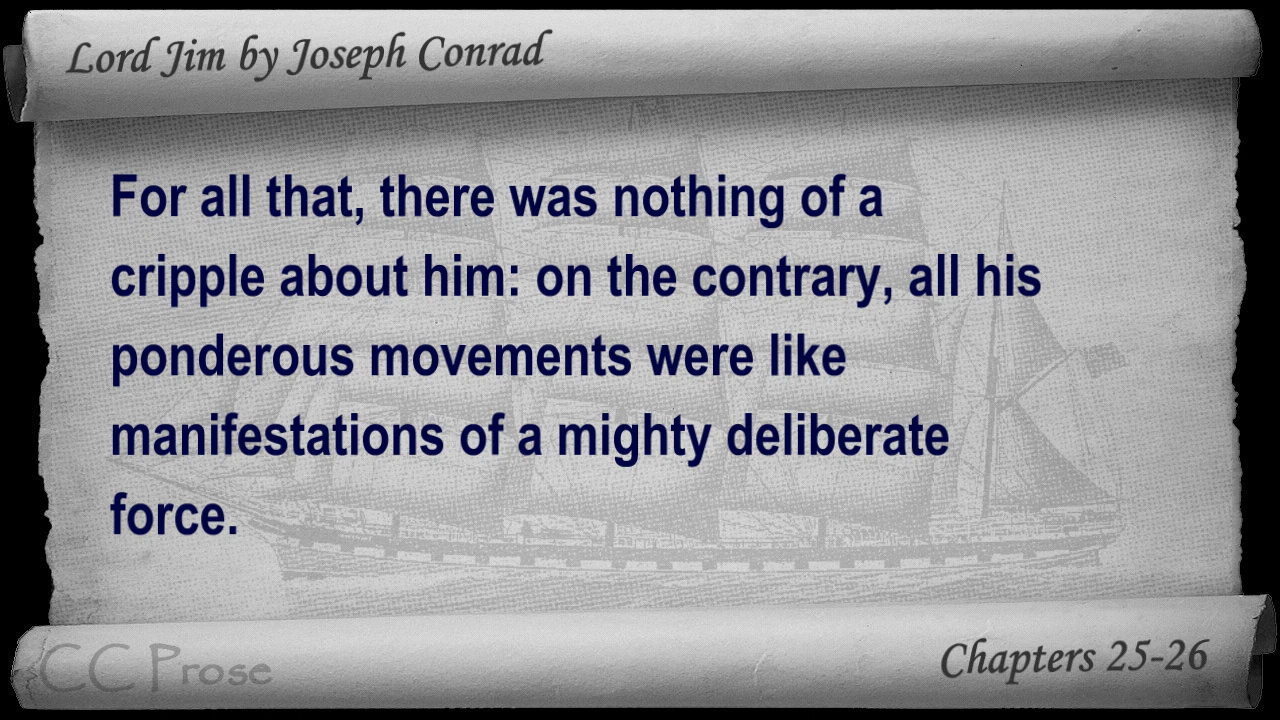 Lord Jim by Joseph Conrad
For all that, there was nothing of a
cripple about him: on the contrary, all his
ponderous movements were like
manifestations of a mighty deliberate
force.
CC Prose
Chapters 25-26